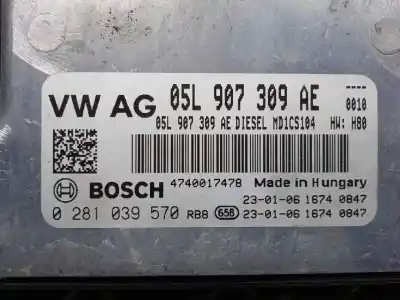 VW AG 05L 907 309 AE ----
0010
05L 907 309 AE DIESEL MD1CS104 HW: H80
4740017478 Made in Hungary
BOSCH
23-01-06 1674 0847
0 281 039 570 RB8 658 23-01-06 1674 0847